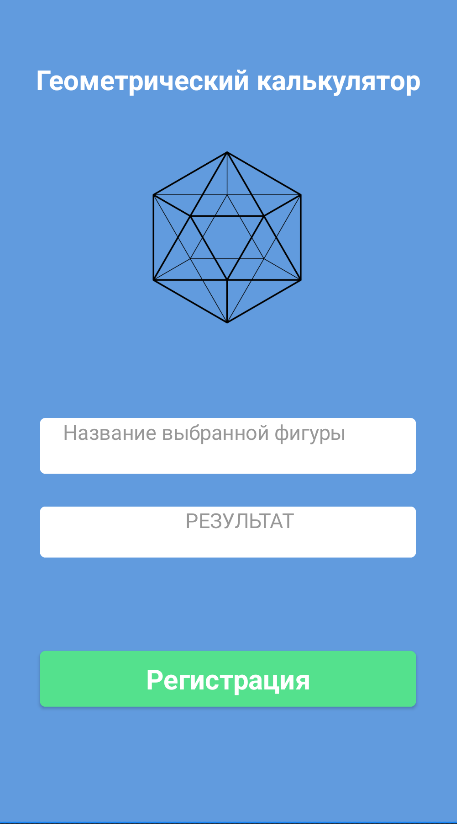 Геометрический калькулятор
Название выбранной фигуры
РЕЗУЛЬТАТ
Регистрация